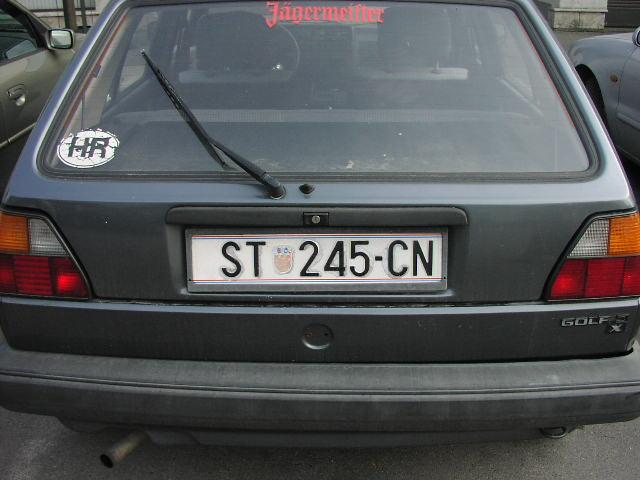 Jägermeister
HR
ST 245-CN
GOLF